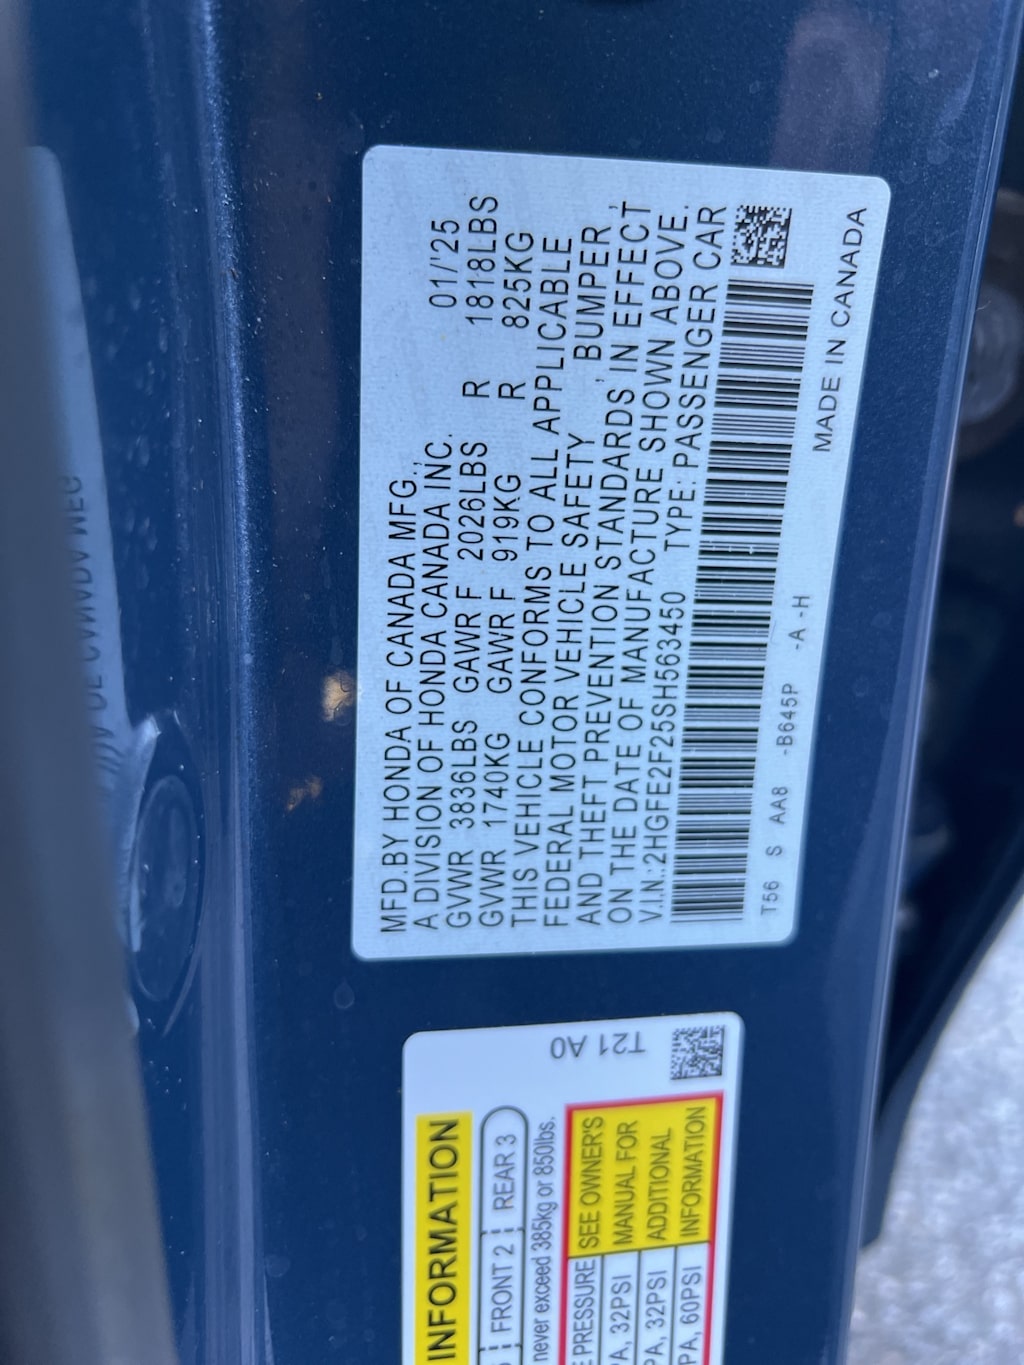 MFD.BY HONDA OF CANADA MFG.,
A DIVISION OF HONDA CANADA INC. 01/'25
GVWR 3836LBS GAWR F 2026LBS R 1818LBS
GVWR 1740KG GAWR F 919KG R 825KG
THIS VEHICLE CONFORMS TO ALL APPLICABLE
FEDERAL MOTOR VEHICLE SAFETY, BUMPER,
AND THEFT PREVENTION STANDARDS IN EFFECT
ON THE DATE OF MANUFACTURE SHOWN ABOVE.
V.I.N.:2HGFE2F25SH563450 TYPE: PASSENGER CAR
T56 S AA8 -B645P -A -H MADE IN CANADA
T21 A0
INFORMATION
FRONT 2 REAR 3
never exceed 385kg or 850lbs.
PRESSURE SEE OWNER'S
32PSI MANUAL FOR
32PSI ADDITIONAL
60PSI INFORMATION